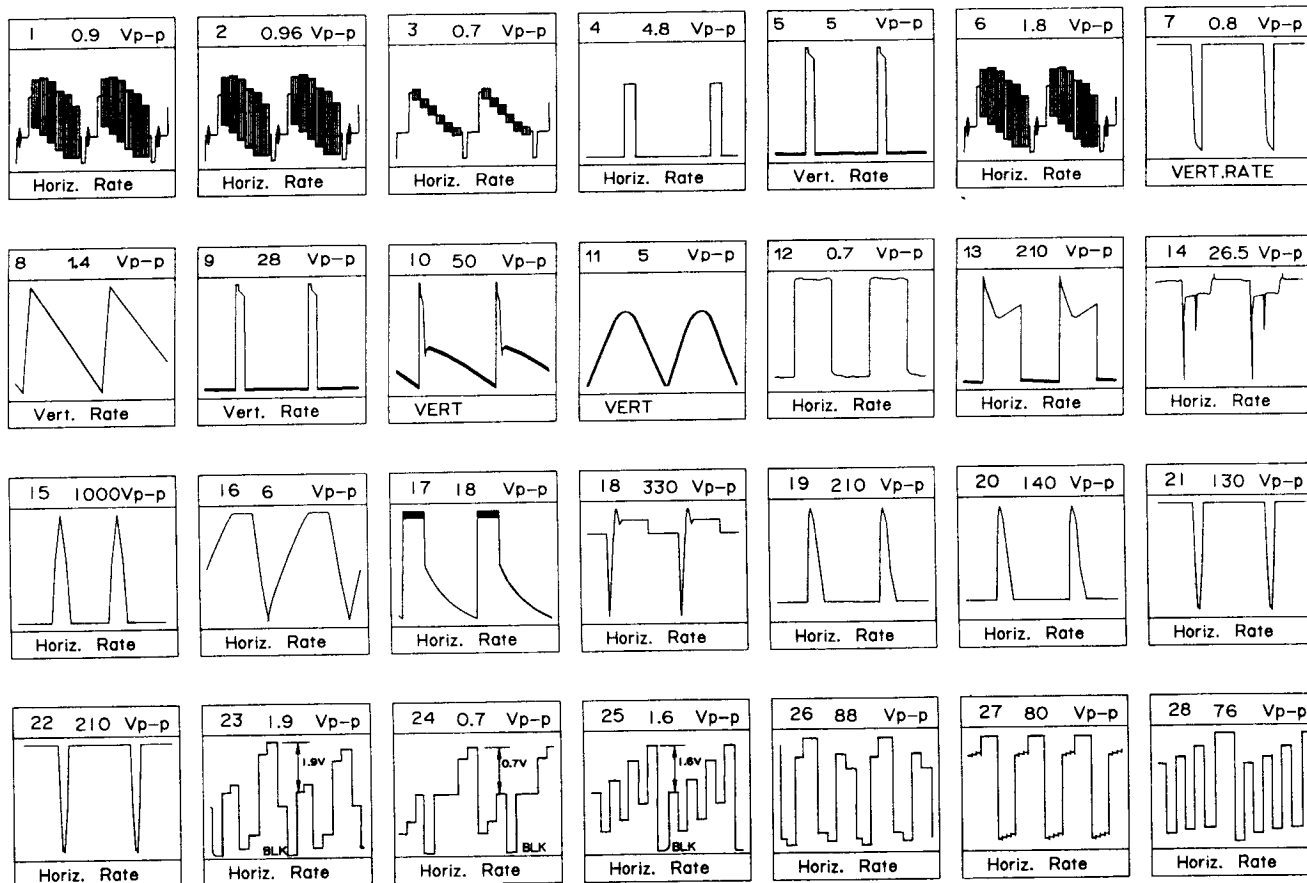 1 0.9 Vp-p
Horiz. Rate
2 0.96 Vp-p
Horiz. Rate
3 0.7 Vp-p
Horiz. Rate
4 4.8 Vp-p
Horiz. Rate
5 5 Vp-p
Vert. Rate
6 1.8 Vp-p
Horiz. Rate
7 0.8 Vp-p
VERT.RATE
8 1.4 Vp-p
Vert. Rate
9 28 Vp-p
Vert. Rate
10 50 Vp-p
VERT
11 5 Vp-p
VERT
12 0.7 Vp-p
Horiz. Rate
13 210 Vp-p
Horiz. Rate
14 26.5 Vp-p
Horiz. Rate
15 1000Vp-p
Horiz. Rate
16 6 Vp-p
Horiz. Rate
17 18 Vp-p
Horiz. Rate
18 330 Vp-p
Horiz. Rate
19 210 Vp-p
Horiz. Rate
20 140 Vp-p
Horiz. Rate
21 130 Vp-p
Horiz. Rate
22 210 Vp-p
Horiz. Rate
23 1.9 Vp-p
1.9V
BLK
Horiz. Rate
24 0.7 Vp-p
0.7V
BLK
Horiz. Rate
25 1.6 Vp-p
1.6V
BLK
Horiz. Rate
26 88 Vp-p
Horiz. Rate
27 80 Vp-p
Horiz. Rate
28 76 Vp-p
Horiz. Rate